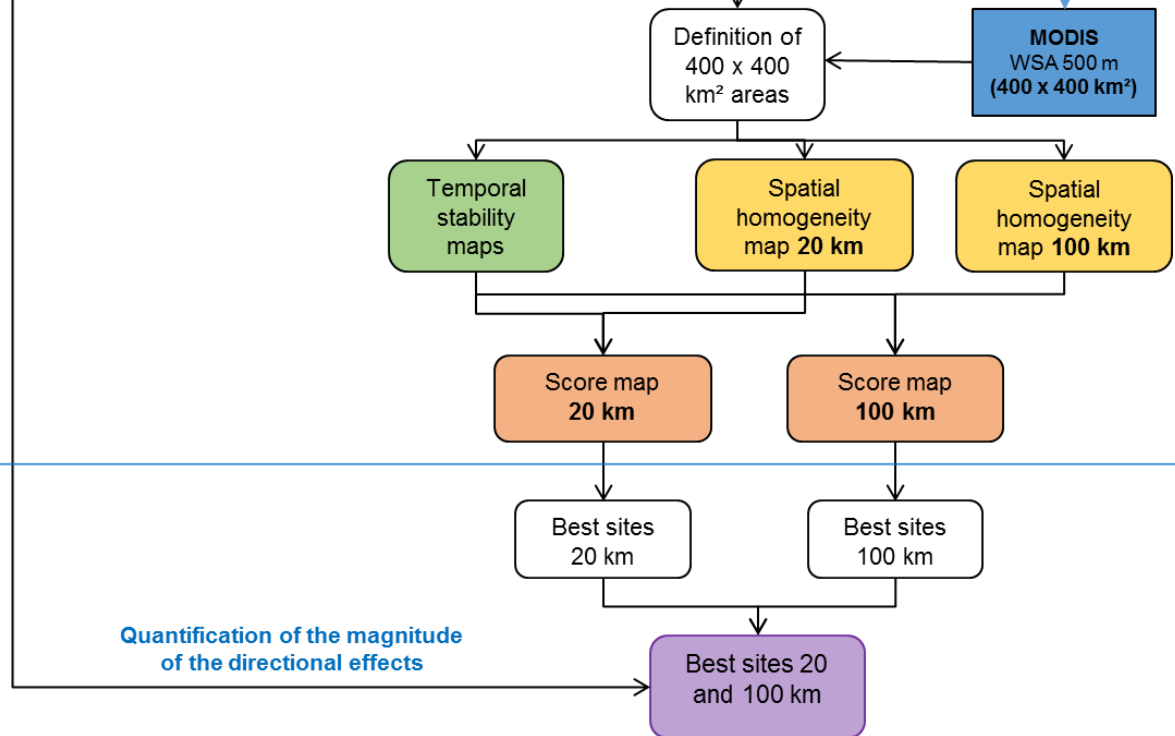 Definition of
400 x 400
km² areas
MODIS
WSA 500 m
(400 x 400 km²)
Temporal
stability
maps
Spatial
homogeneity
map 20 km
Spatial
homogeneity
map 100 km
Score map
20 km
Score map
100 km
Best sites
20 km
Best sites
100 km
Quantification of the magnitude
of the directional effects
Best sites 20
and 100 km